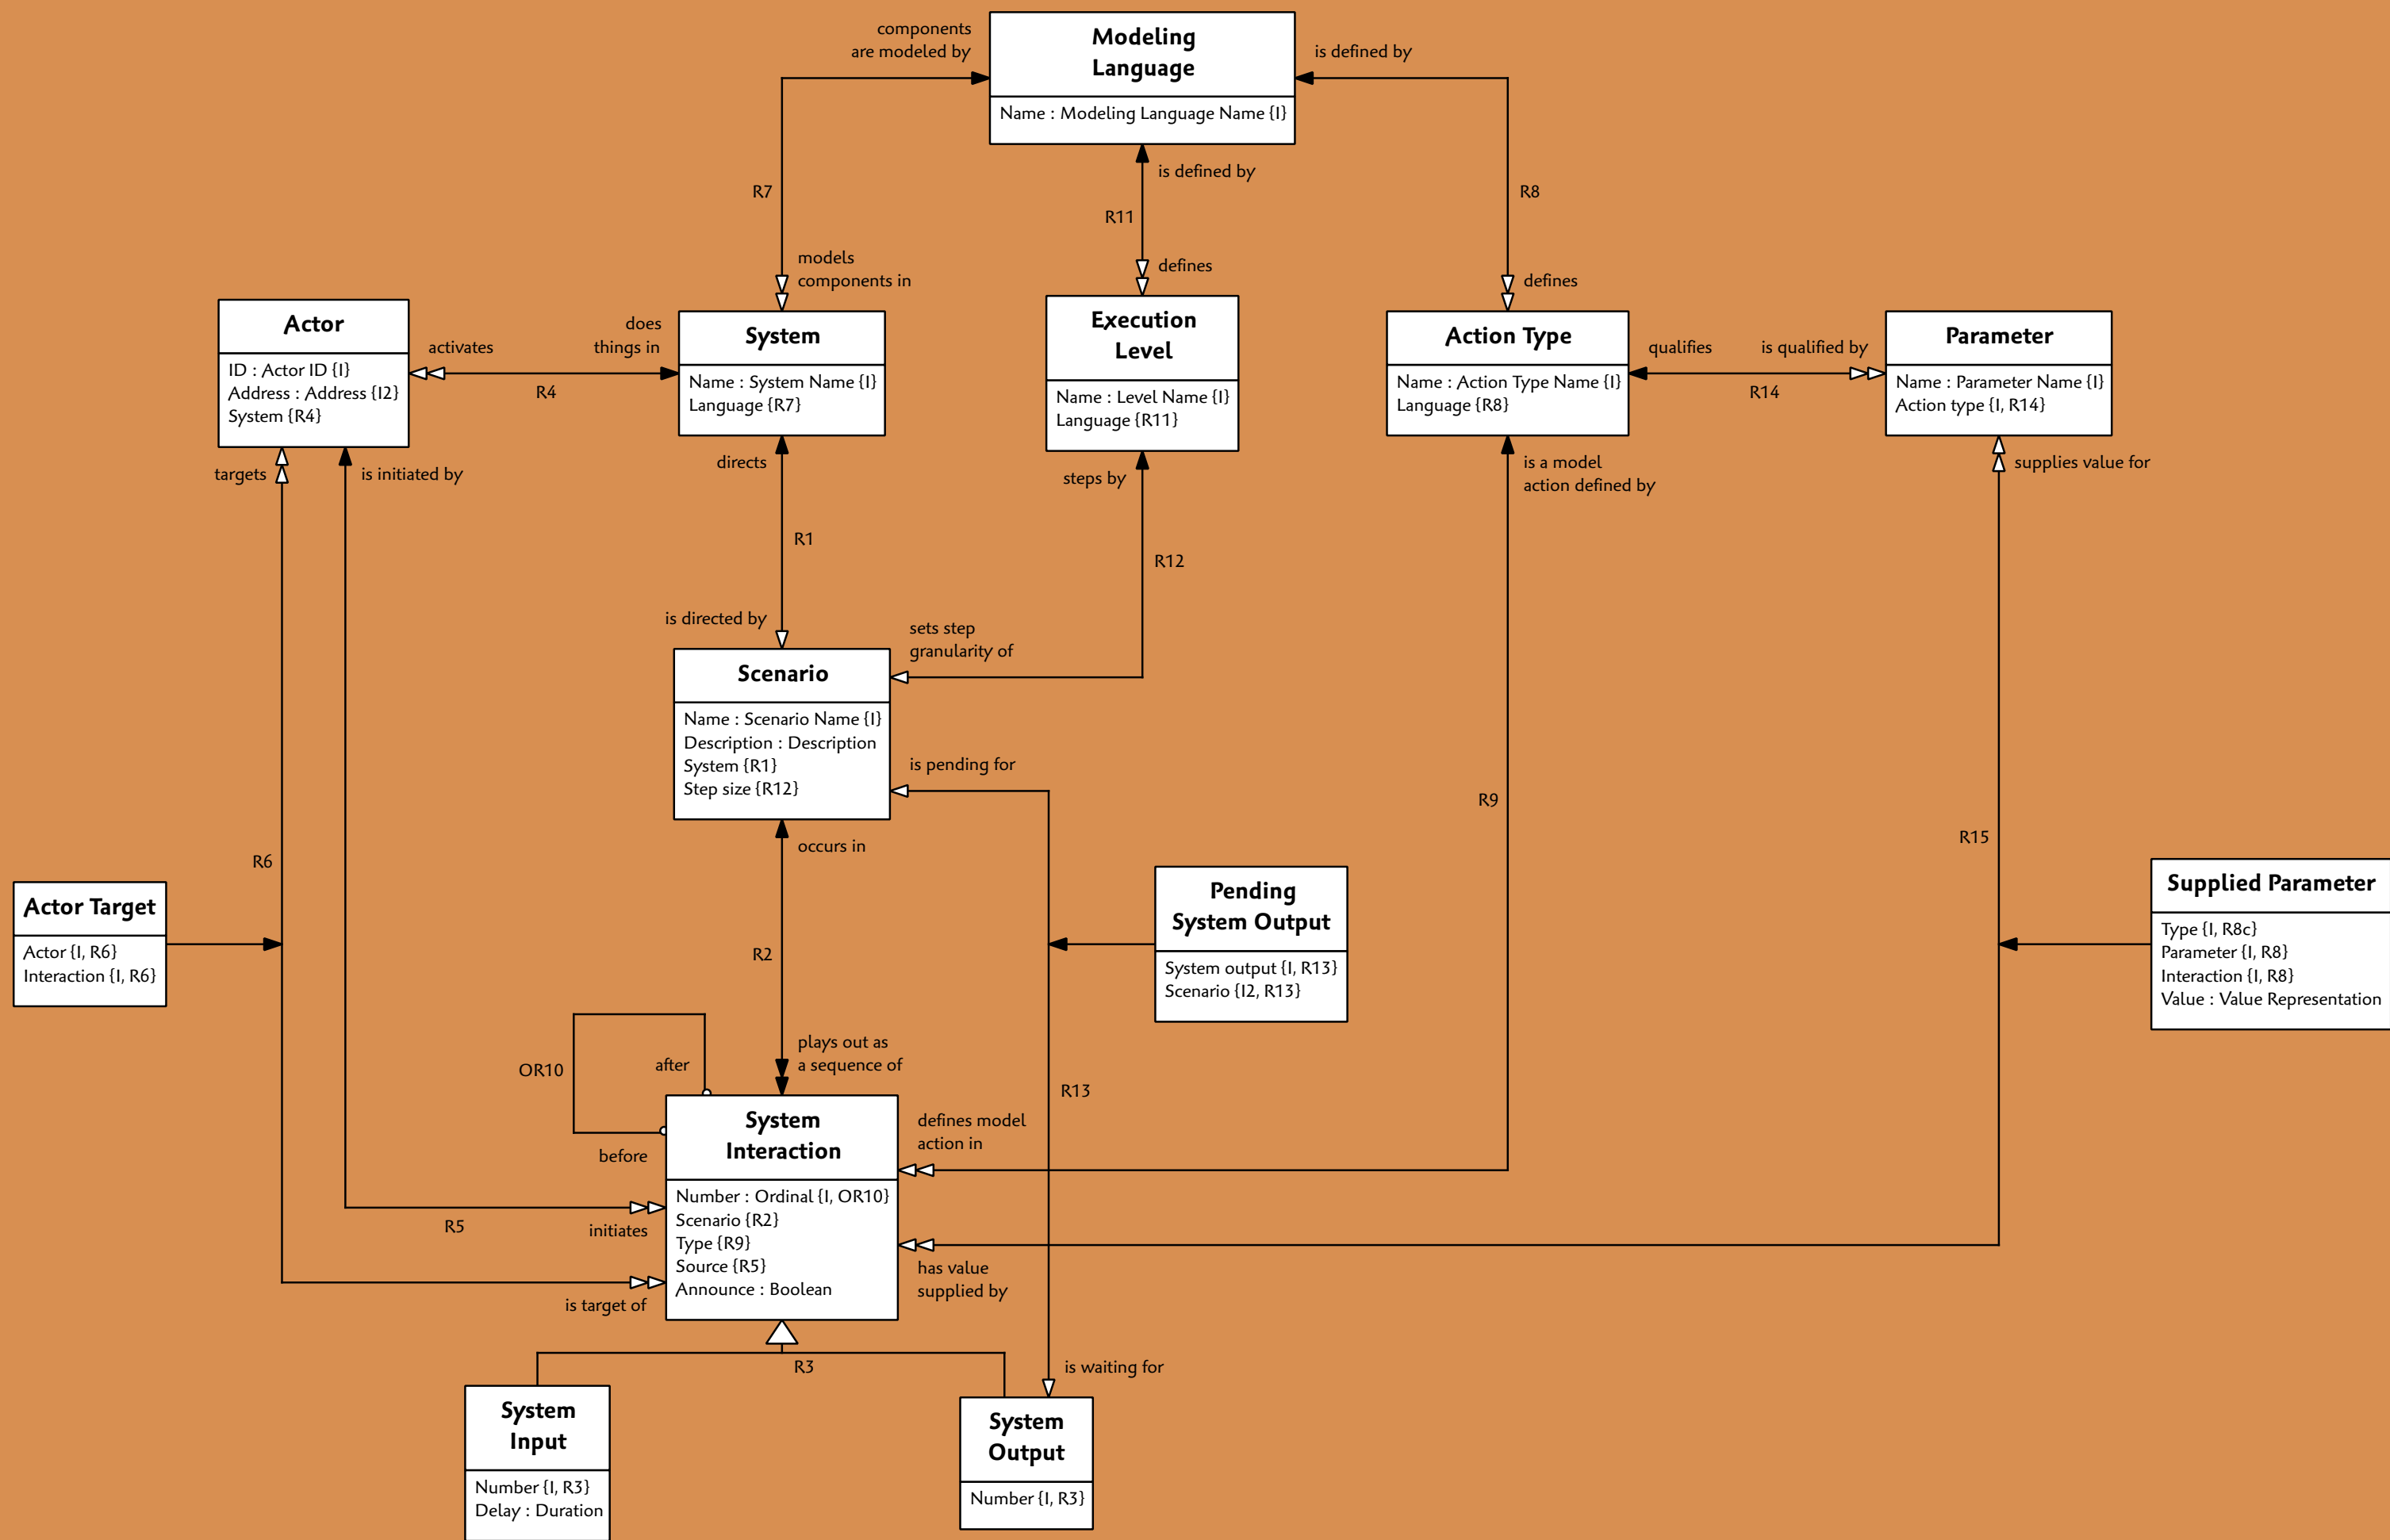 components
are modeled by
Modeling
Language
Name : Modeling Language Name {I}
is defined by
R7
is defined by
R11
R8
models
components in
defines
defines
Actor
ID : Actor ID {I}
Address : Address {I2}
System {R4}
activates
does
things in
R4
System
Name : System Name {I}
Language {R7}
Execution
Level
Name : Level Name {I}
Language {R11}
Action Type
Name : Action Type Name {I}
Language {R8}
qualifies
is qualified by
R14
Parameter
Name : Parameter Name {I}
Action type {I, R14}
targets
is initiated by
directs
steps by
is a model
action defined by
supplies value for
R1
R12
is directed by
sets step
granularity of
Scenario
Name : Scenario Name {I}
Description : Description
System {R1}
Step size {R12}
is pending for
R9
R15
R6
occurs in
Actor Target
Actor {I, R6}
Interaction {I, R6}
R2
Pending
System Output
System output {I, R13}
Scenario {I2, R13}
Supplied Parameter
Type {I, R8c}
Parameter {I, R8}
Interaction {I, R8}
Value : Value Representation
OR10
after
before
plays out as
a sequence of
R13
System
Interaction
Number : Ordinal {I, OR10}
Scenario {R2}
Type {R9}
Source {R5}
Announce : Boolean
defines model
action in
R5
initiates
is target of
has value
supplied by
R3
is waiting for
System
Input
Number {I, R3}
Delay : Duration
System
Output
Number {I, R3}